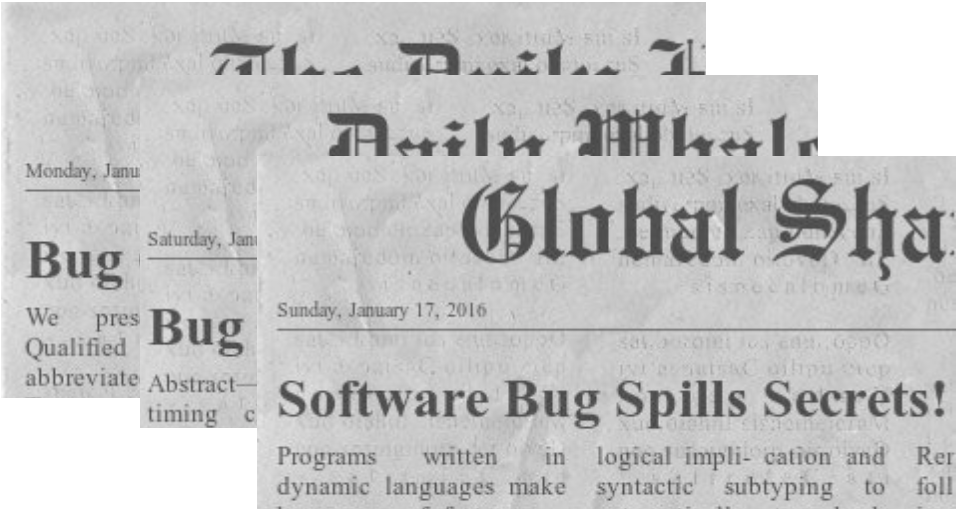 The Daily
Monday, Janu
Bug
We pres
Qualified
abbreviate
Daily Whale
Saturday, Jan
Bug
Abstract—
timing c
Global Sha
Sunday, January 17, 2016
Software Bug Spills Secrets!
Programs written in
dynamic languages make
logical impli- cation and
syntactic subtyping to
Rer
foll